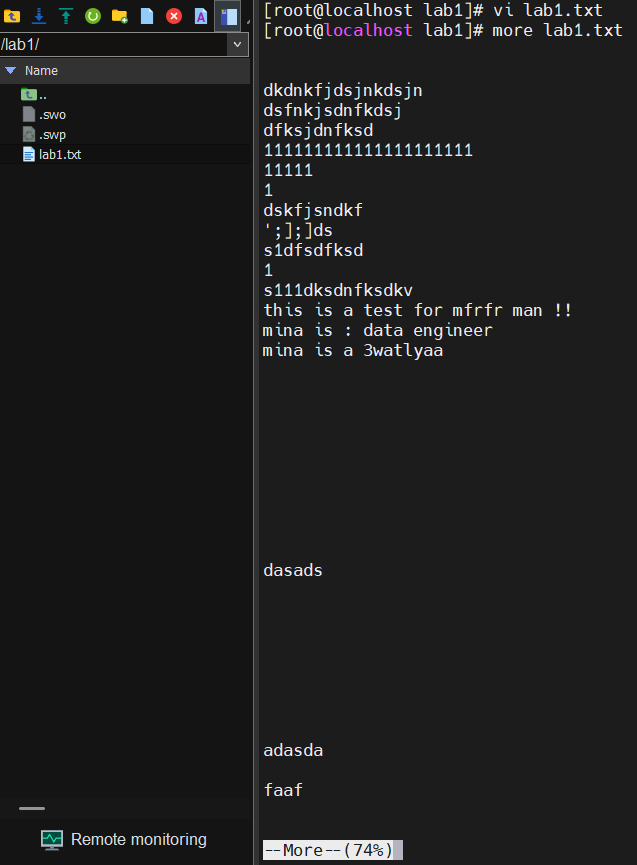 /lab1/
Name
..
.swo
.swp
lab1.txt
Remote monitoring
[root@localhost lab1]# vi lab1.txt
[root@localhost lab1]# more lab1.txt
dkdnkfjdsjnkdsjn
dsfnkjsdnfkdsj
dfksjdnfksd
111111111111111111111
11111
1
dskfjsndkf
';];]ds
s1dfsdfksd
1
s111dksdnfksdkv
this is a test for mfrfr man !!
mina is : data engineer
mina is a 3watlyaa
dasads
adasda
faaf
--More--(74%)